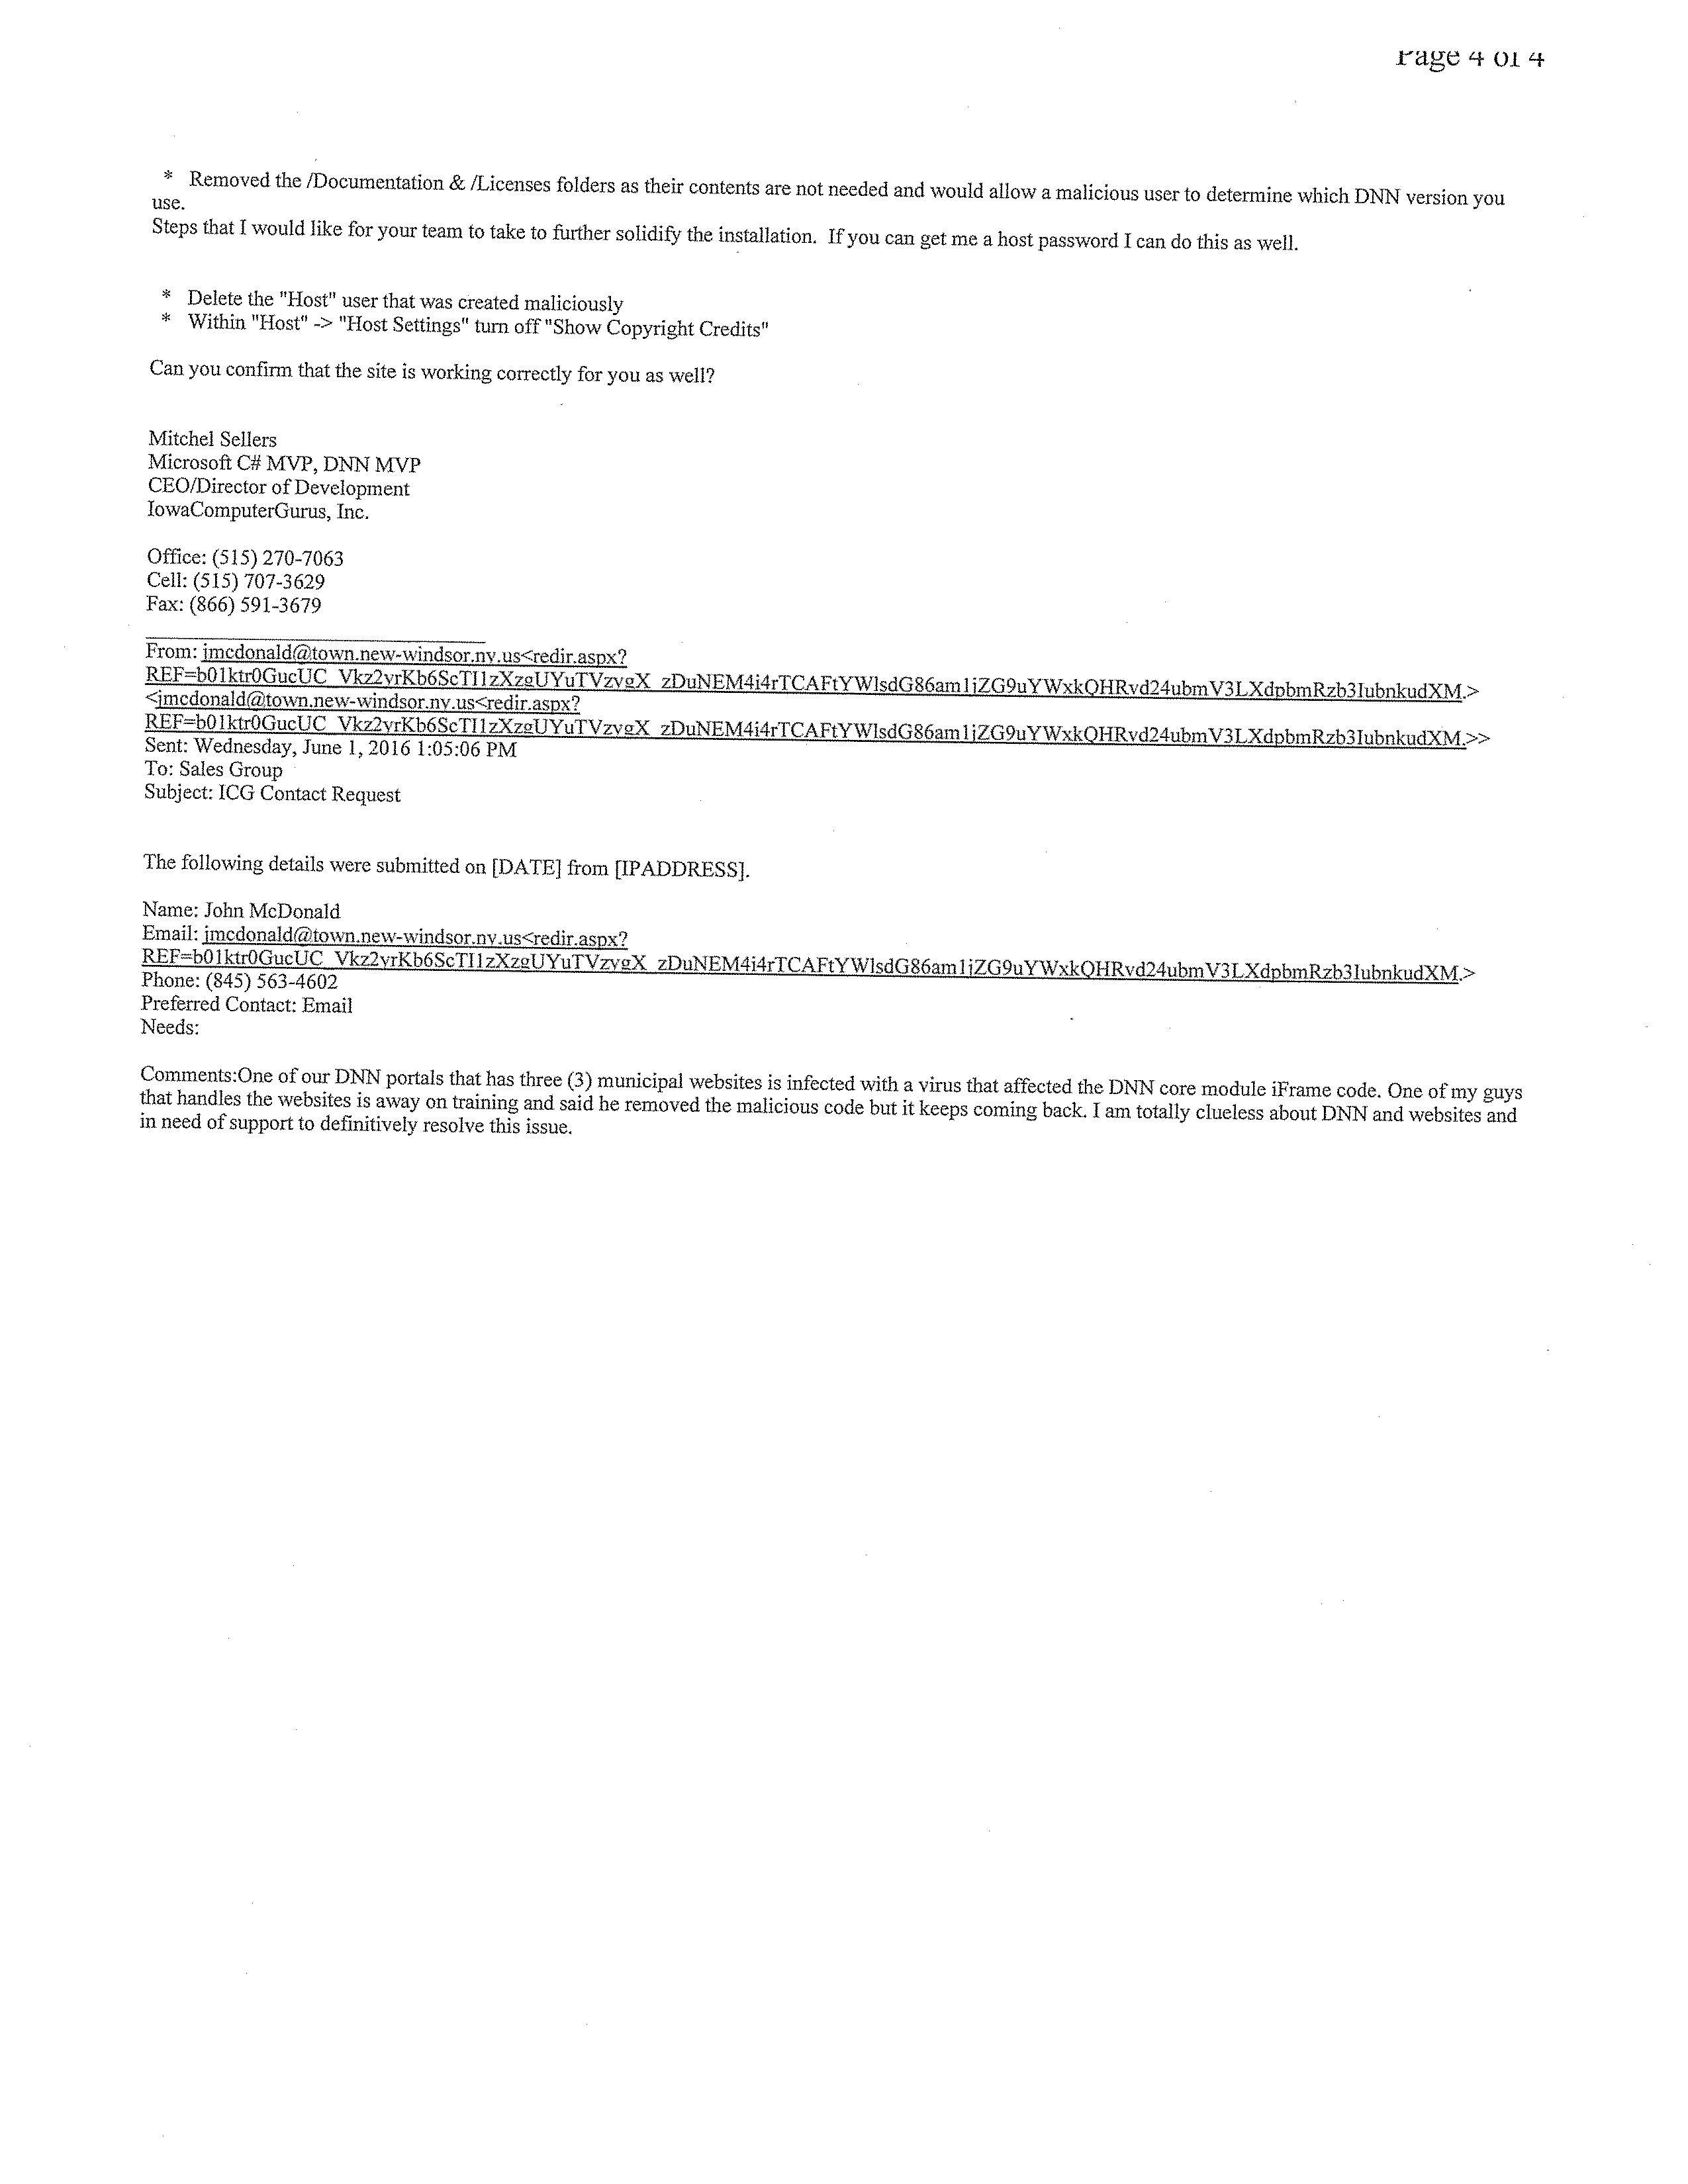 Page 4 of 4
* Removed the /Documentation & /Licenses folders as their contents are not needed and would allow a malicious user to determine which DNN version you
use.
Steps that I would like for your team to take to further solidify the installation. If you can get me a host password I can do this as well.
* Delete the "Host" user that was created maliciously
* Within "Host" -> "Host Settings" turn off "Show Copyright Credits"
Can you confirm that the site is working correctly for you as well?
Mitchel Sellers
Microsoft C# MVP, DNN MVP
CEO/Director of Development
IowaComputerGurus, Inc.
Office: (515) 270-7063
Cell: (515) 707-3629
Fax: (866) 591-3679
From: jmcdonald@town.new-windsor.ny.us<redir.aspx?
REF=b01ktr0GucUC_Vkz2yrKb6ScTI1zXzgUYuTVzvgX_zDuNEM4i4rTCAFtYWlsdG86am1jZG9uYWxkQHRvd24ubmV3LXdpbmRzb3IubnkudXM.>
<jmcdonald@town.new-windsor.ny.us<redir.aspx?
REF=b01ktr0GucUC_Vkz2yrKb6ScTI1zXzgUYuTVzvgX_zDuNEM4i4rTCAFtYWlsdG86am1jZG9uYWxkQHRvd24ubmV3LXdpbmRzb3IubnkudXM.>>
Sent: Wednesday, June 1, 2016 1:05:06 PM
To: Sales Group
Subject: ICG Contact Request
The following details were submitted on [DATE] from [IPADDRESS].
Name: John McDonald
Email: jmcdonald@town.new-windsor.ny.us<redir.aspx?
REF=b01ktr0GucUC_Vkz2yrKb6ScTI1zXzgUYuTVzvgX_zDuNEM4i4rTCAFtYWlsdG86am1jZG9uYWxkQHRvd24ubmV3LXdpbmRzb3IubnkudXM.>
Phone: (845) 563-4602
Preferred Contact: Email
Needs:
Comments:One of our DNN portals that has three (3) municipal websites is infected with a virus that affected the DNN core module iFrame code. One of my guys
that handles the websites is away on training and said he removed the malicious code but it keeps coming back. I am totally clueless about DNN and websites and
in need of support to definitively resolve this issue.